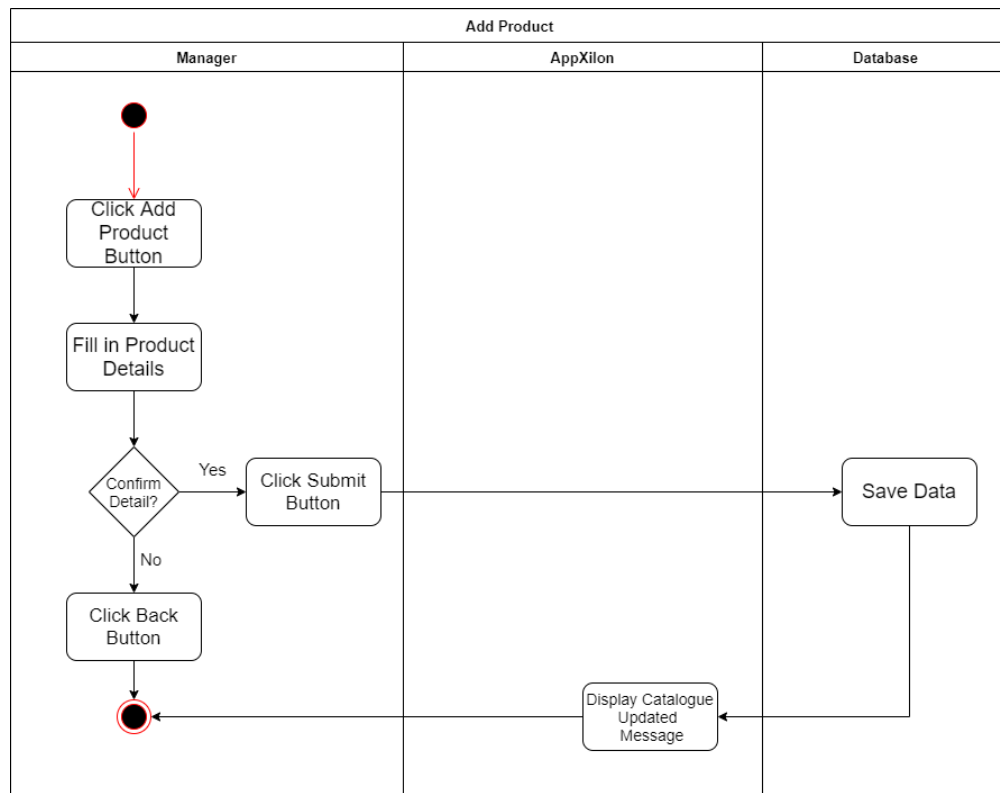 Add Product
Manager
AppXilon
Database
Click Add
Product
Button
Fill in Product
Details
Confirm
Detail?
Yes
Click Submit
Button
Save Data
No
Click Back
Button
Display Catalogue
Updated
Message